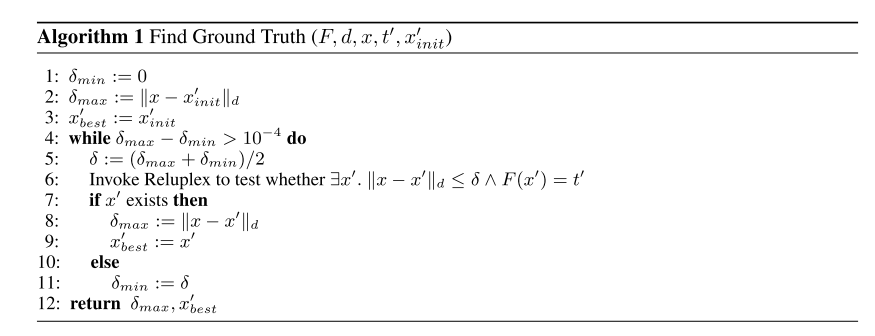 Algorithm 1 Find Ground Truth (F, d, x, t′, x′_init)
1: δ_min := 0
2: δ_max := ‖x − x′_init‖_d
3: x′_best := x′_init
4: while δ_max − δ_min > 10⁻⁴ do
5: δ := (δ_max + δ_min)/2
6: Invoke Reluplex to test whether ∃x′. ‖x − x′‖_d ≤ δ ∧ F(x′) = t′
7: if x′ exists then
8: δ_max := ‖x − x′‖_d
9: x′_best := x′
10: else
11: δ_min := δ
12: return δ_max, x′_best